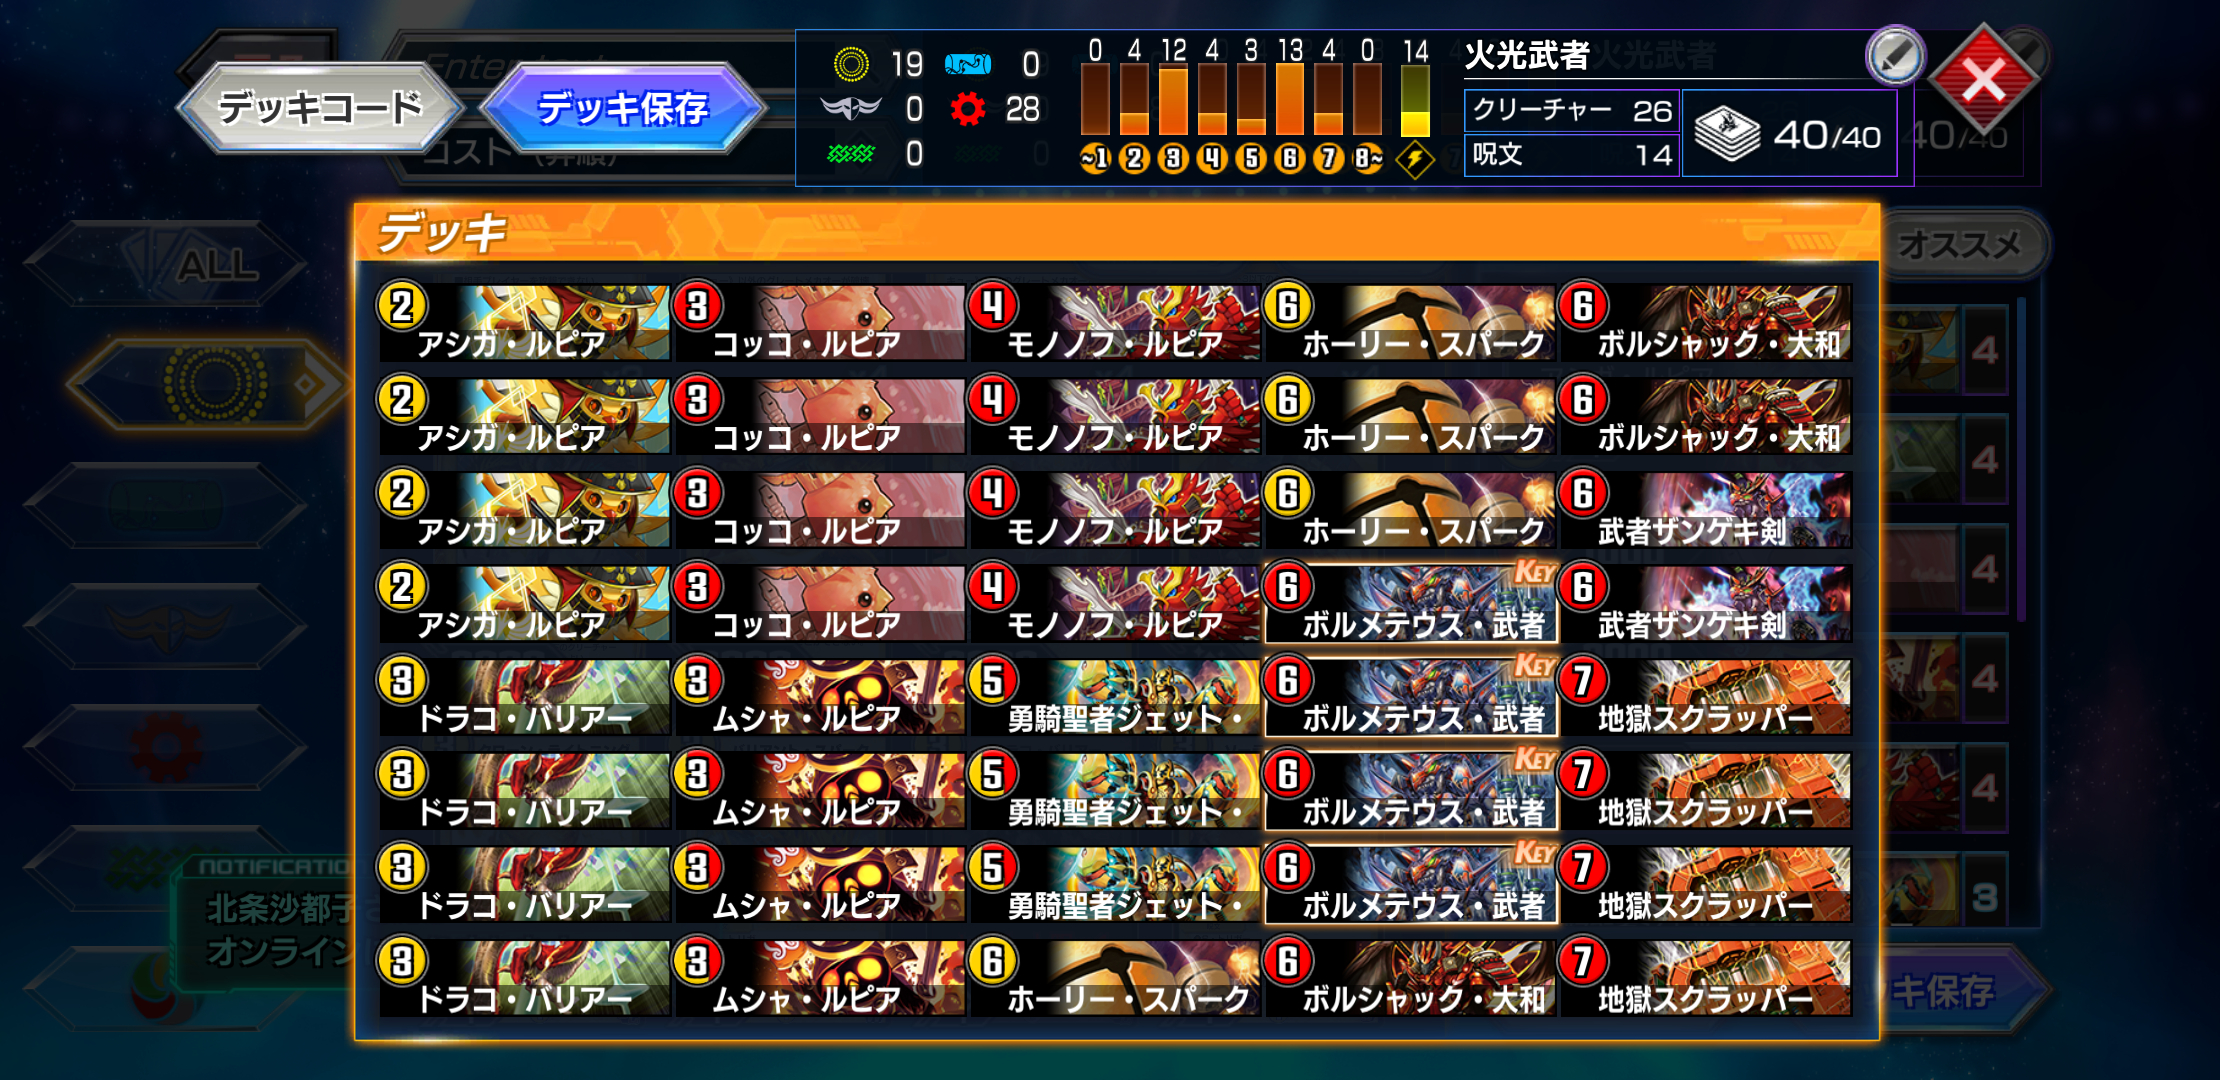 デッキコード
デッキ保存
19 0
0 28
0
0 4 12 4 3 13 4 0 14
~1 2 3 4 5 6 7 8~
火光武者
クリーチャー 26
呪文 14
40/40
コスト (昇順)
デッキ
ALL
オススメ
2 アシガ・ルピア
3 コッコ・ルピア
4 モノノフ・ルピア
6 ホーリー・スパーク
6 ボルシャック・大和
2 アシガ・ルピア
3 コッコ・ルピア
4 モノノフ・ルピア
6 ホーリー・スパーク
6 ボルシャック・大和
2 アシガ・ルピア
3 コッコ・ルピア
4 モノノフ・ルピア
6 ホーリー・スパーク
6 武者ザンゲキ剣
2 アシガ・ルピア
3 コッコ・ルピア
4 モノノフ・ルピア
6 ボルメテウス・武者 KEY
6 武者ザンゲキ剣
3 ドラコ・バリアー
3 ムシャ・ルピア
5 勇騎聖者ジェット・
6 ボルメテウス・武者 KEY
7 地獄スクラッパー
3 ドラコ・バリアー
3 ムシャ・ルピア
5 勇騎聖者ジェット・
6 ボルメテウス・武者 KEY
7 地獄スクラッパー
3 ドラコ・バリアー
3 ムシャ・ルピア
5 勇騎聖者ジェット・
6 ボルメテウス・武者 KEY
7 地獄スクラッパー
3 ドラコ・バリアー
3 ムシャ・ルピア
6 ホーリー・スパーク
6 ボルシャック・大和
7 地獄スクラッパー
4
4
4
4
4
3
NOTIFICATIO
北条沙都子
オンライン
キ保存